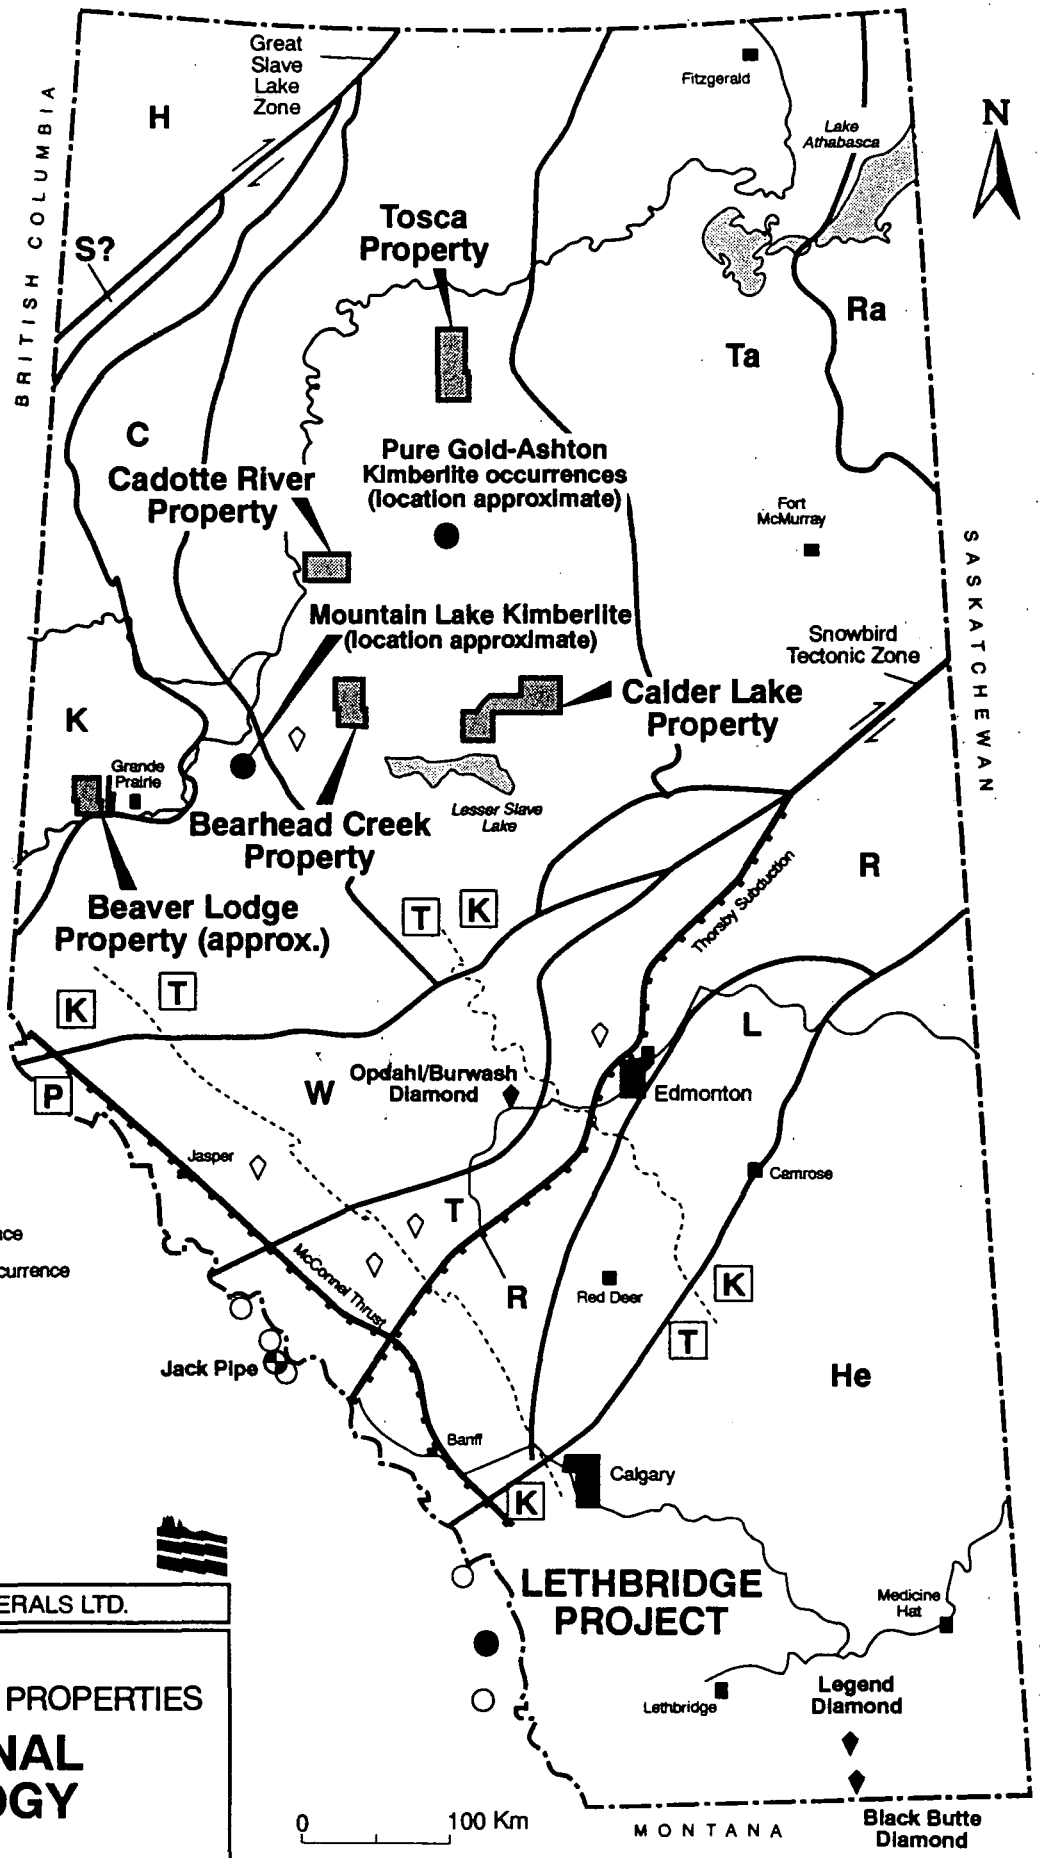 Great
Slave
Lake
Zone
Fitzgerald
H
Lake
Athabasca
N
BRITISH COLUMBIA
Tosca
Property
S?
Ra
Ta
C
Pure Gold-Ashton
Kimberlite occurrences
(location approximate)
Cadotte River
Property
Fort
McMurray
SASKATCHEWAN
Mountain Lake Kimberlite
(location approximate)
Snowbird
Tectonic Zone
Calder Lake
Property
K
Grande
Prairie
Lesser Slave
Lake
Bearhead Creek
Property
R
Thorsby Subduction
Beaver Lodge
Property (approx.)
T
K
T
K
L
W
Opdahl/Burwash
Diamond
Edmonton
P
Jasper
Camrose
T
McConnel Thrust
R
Red Deer
K
T
nce
currence
Jack Pipe
He
Banff
Calgary
K
LETHBRIDGE
PROJECT
Medicine
Hat
ERALS LTD.
Lethbridge
Legend
Diamond
PROPERTIES
NAL
OGY
0 100 Km
MONTANA
Black Butte
Diamond